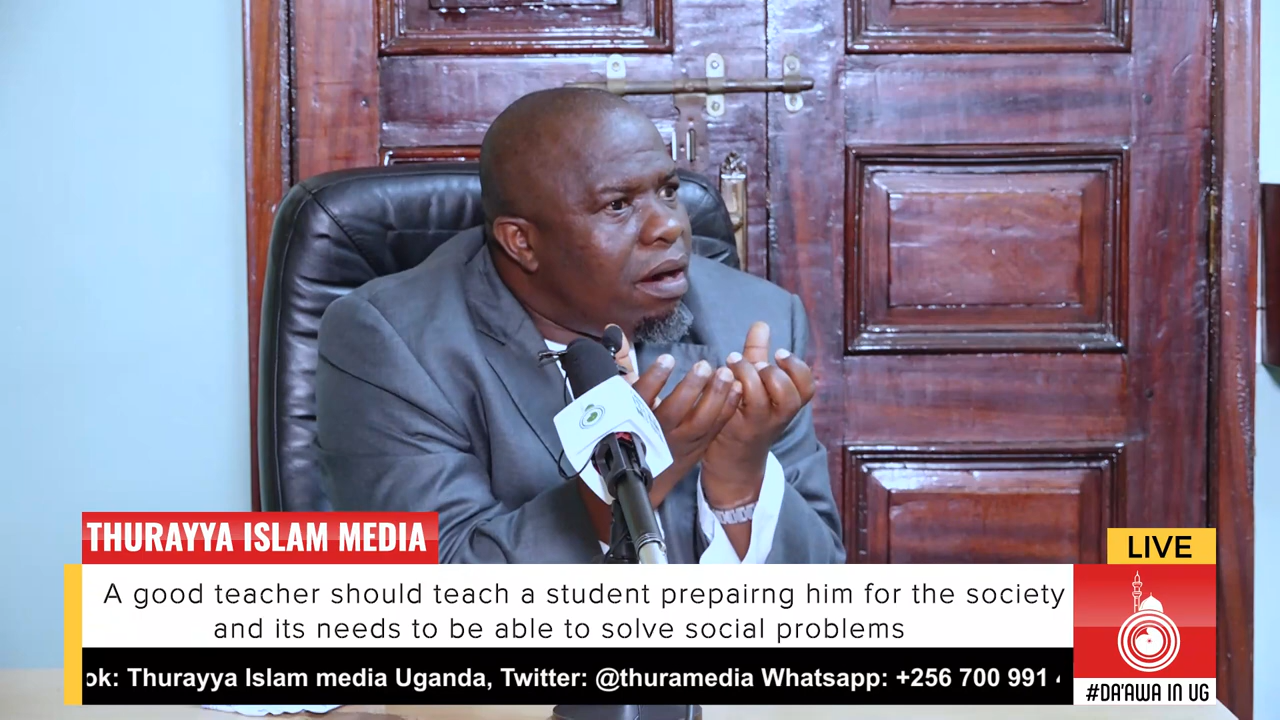 THURAYYA ISLAM MEDIA
LIVE
A good teacher should teach a student prepairng him for the society
and its needs to be able to solve social problems
ok: Thurayya Islam media Uganda, Twitter: @thuramedia Whatsapp: +256 700 991
#DA'AWA IN UG